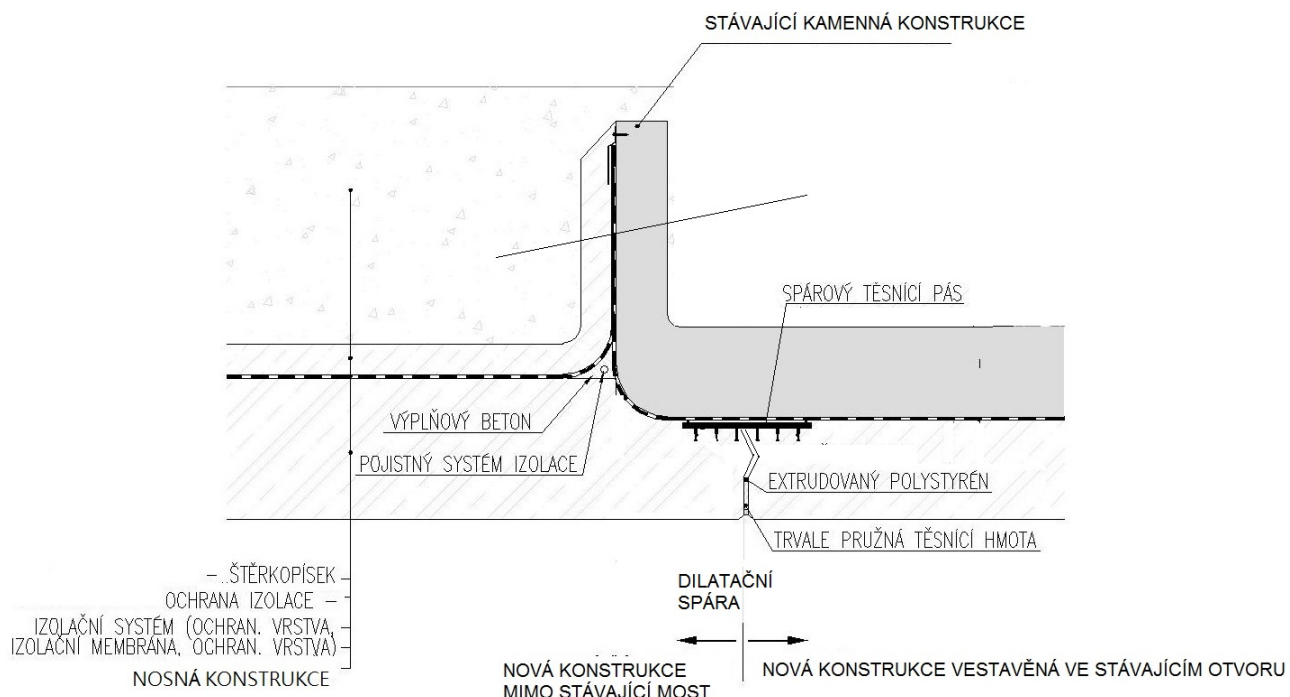 STÁVAJÍCÍ KAMENNÁ KONSTRUKCE
SPÁROVÝ TĚSNÍCÍ PÁS
VÝPLŇOVÝ BETON
POJISTNÝ SYSTÉM IZOLACE
EXTRUDOVANÝ POLYSTYRÉN
TRVALE PRUŽNÁ TĚSNÍCÍ HMOTA
– ..ŠTĚRKOPÍSEK
OCHRANA IZOLACE –
IZOLAČNÍ SYSTÉM (OCHRAN. VRSTVA,
IZOLAČNÍ MEMBRÁNA, OCHRAN. VRSTVA)
NOSNÁ KONSTRUKCE
DILATAČNÍ
SPÁRA
NOVÁ KONSTRUKCE
MIMO STÁVAJÍCÍ MOST
NOVÁ KONSTRUKCE VESTAVĚNÁ VE STÁVAJÍCÍM OTVORU